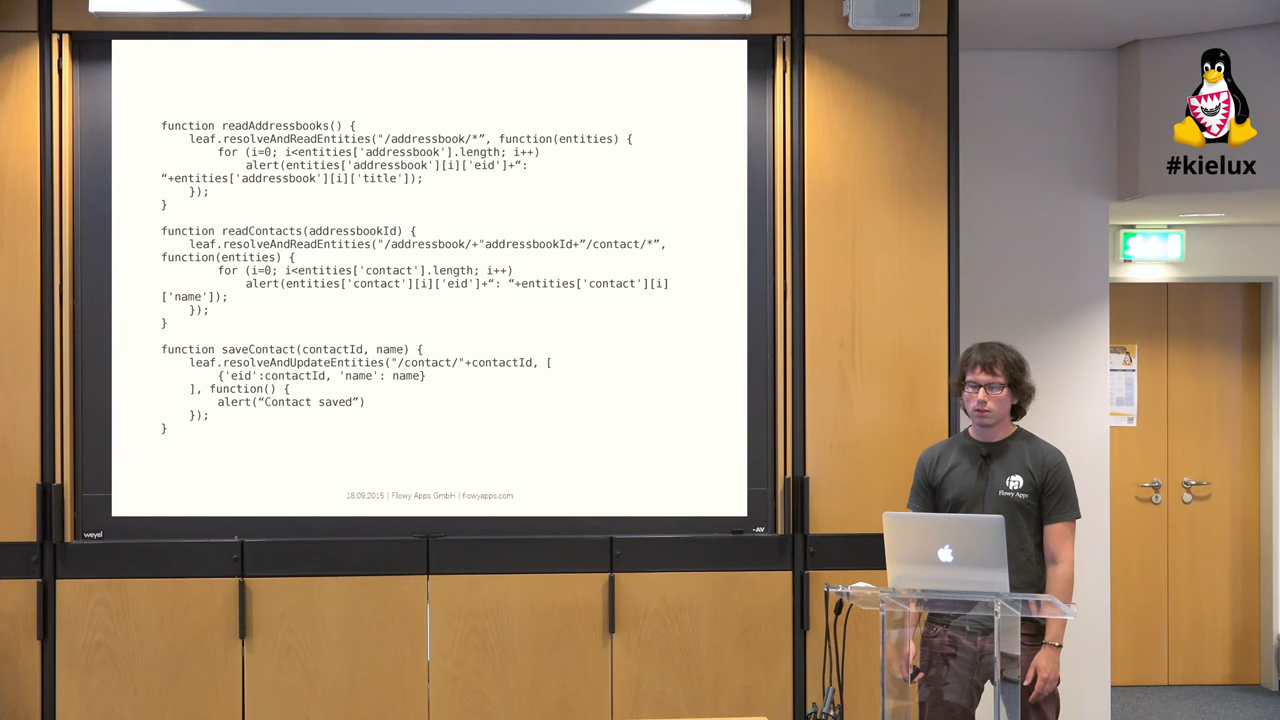 function readAddressbooks() {
leaf.resolveAndReadEntities("/addressbook/*”, function(entities) {
for (i=0; i<entities['addressbook'].length; i++)
alert(entities['addressbook'][i]['eid']+“:
“+entities['addressbook'][i]['title']);
});
}
function readContacts(addressbookId) {
leaf.resolveAndReadEntities("/addressbook/+"addressbookId+”/contact/*”,
function(entities) {
for (i=0; i<entities['contact'].length; i++)
alert(entities['contact'][i]['eid']+“: “+entities['contact'][i]
['name']);
});
}
function saveContact(contactId, name) {
leaf.resolveAndUpdateEntities("/contact/"+contactId, [
{'eid':contactId, 'name': name}
], function() {
alert(“Contact saved”)
});
}
18.09.2015 | Flowy Apps GmbH | flowyapps.com
weyel
-AV
#kielux
Flowy Apps